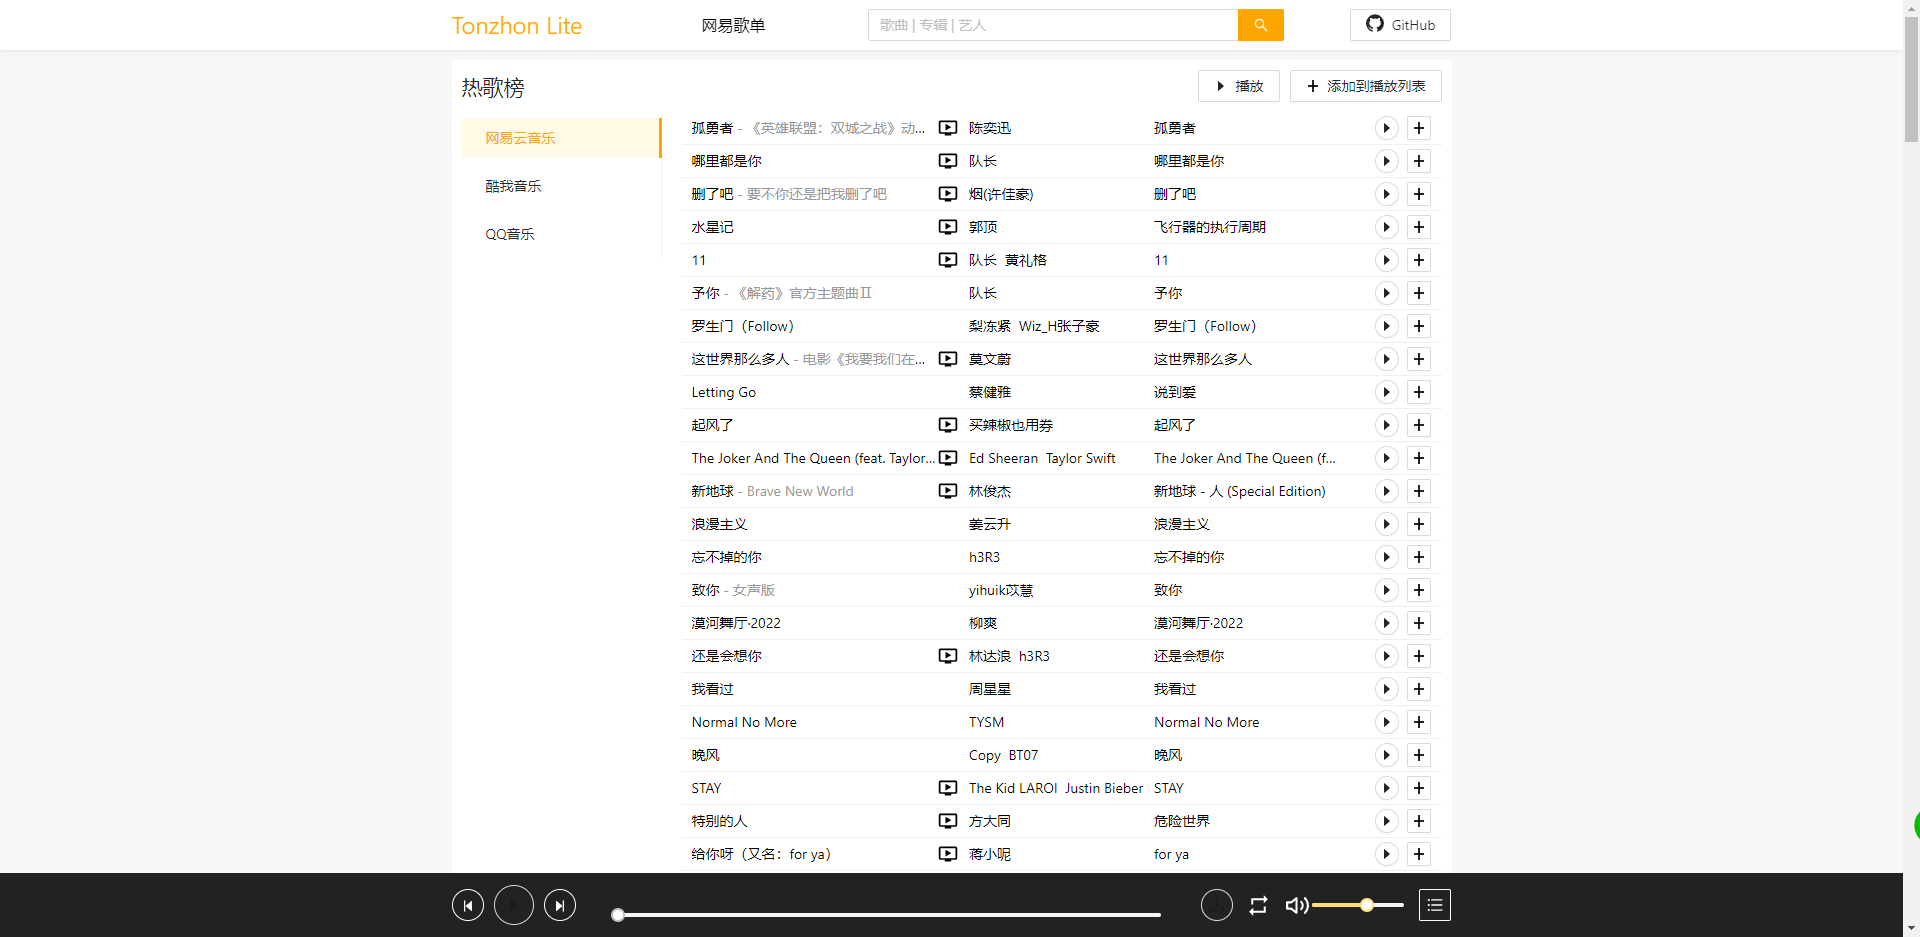 Tonzhon Lite 网易歌单 歌曲 | 专辑 | 艺人 GitHub
热歌榜 播放 添加到播放列表
网易云音乐
酷我音乐
QQ音乐
孤勇者 - 《英雄联盟：双城之战》动... 陈奕迅 孤勇者
哪里都是你 队长 哪里都是你
删了吧 - 要不你还是把我删了吧 烟(许佳豪) 删了吧
水星记 郭顶 飞行器的执行周期
11 队长 黄礼格 11
予你 - 《解药》官方主题曲Ⅱ 队长 予你
罗生门（Follow） 梨冻紧 Wiz_H张子豪 罗生门（Follow）
这世界那么多人 - 电影《我要我们在... 莫文蔚 这世界那么多人
Letting Go 蔡健雅 说到爱
起风了 买辣椒也用券 起风了
The Joker And The Queen (feat. Taylor... Ed Sheeran Taylor Swift The Joker And The Queen (f...
新地球 - Brave New World 林俊杰 新地球 - 人 (Special Edition)
浪漫主义 姜云升 浪漫主义
忘不掉的你 h3R3 忘不掉的你
致你 - 女声版 yihuik苡慧 致你
漠河舞厅·2022 柳爽 漠河舞厅·2022
还是会想你 林达浪 h3R3 还是会想你
我看过 周星星 我看过
Normal No More TYSM Normal No More
晚风 Copy BT07 晚风
STAY The Kid LAROI Justin Bieber STAY
特别的人 方大同 危险世界
给你呀（又名：for ya） 蒋小呢 for ya